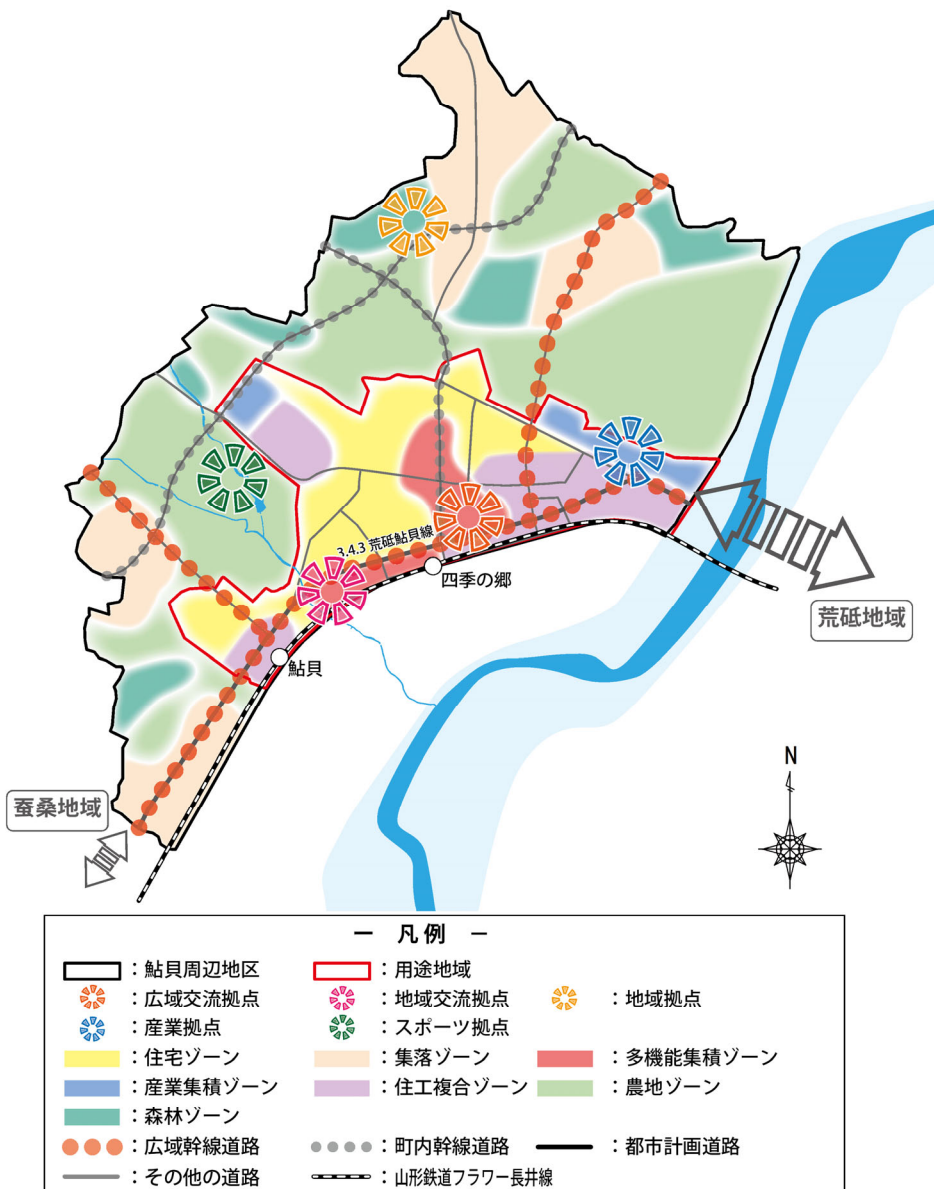 3.4.3 荒砥鮎貝線
四季の郷
荒砥地域
鮎貝
蚕桑地域
N
― 凡例 ―
:鮎貝周辺地区
:用途地域
:広域交流拠点
:地域交流拠点
:地域拠点
:産業拠点
:スポーツ拠点
:住宅ゾーン
:集落ゾーン
:多機能集積ゾーン
:産業集積ゾーン
:住工複合ゾーン
:農地ゾーン
:森林ゾーン
:広域幹線道路
:町内幹線道路
:都市計画道路
:その他の道路
:山形鉄道フラワー長井線